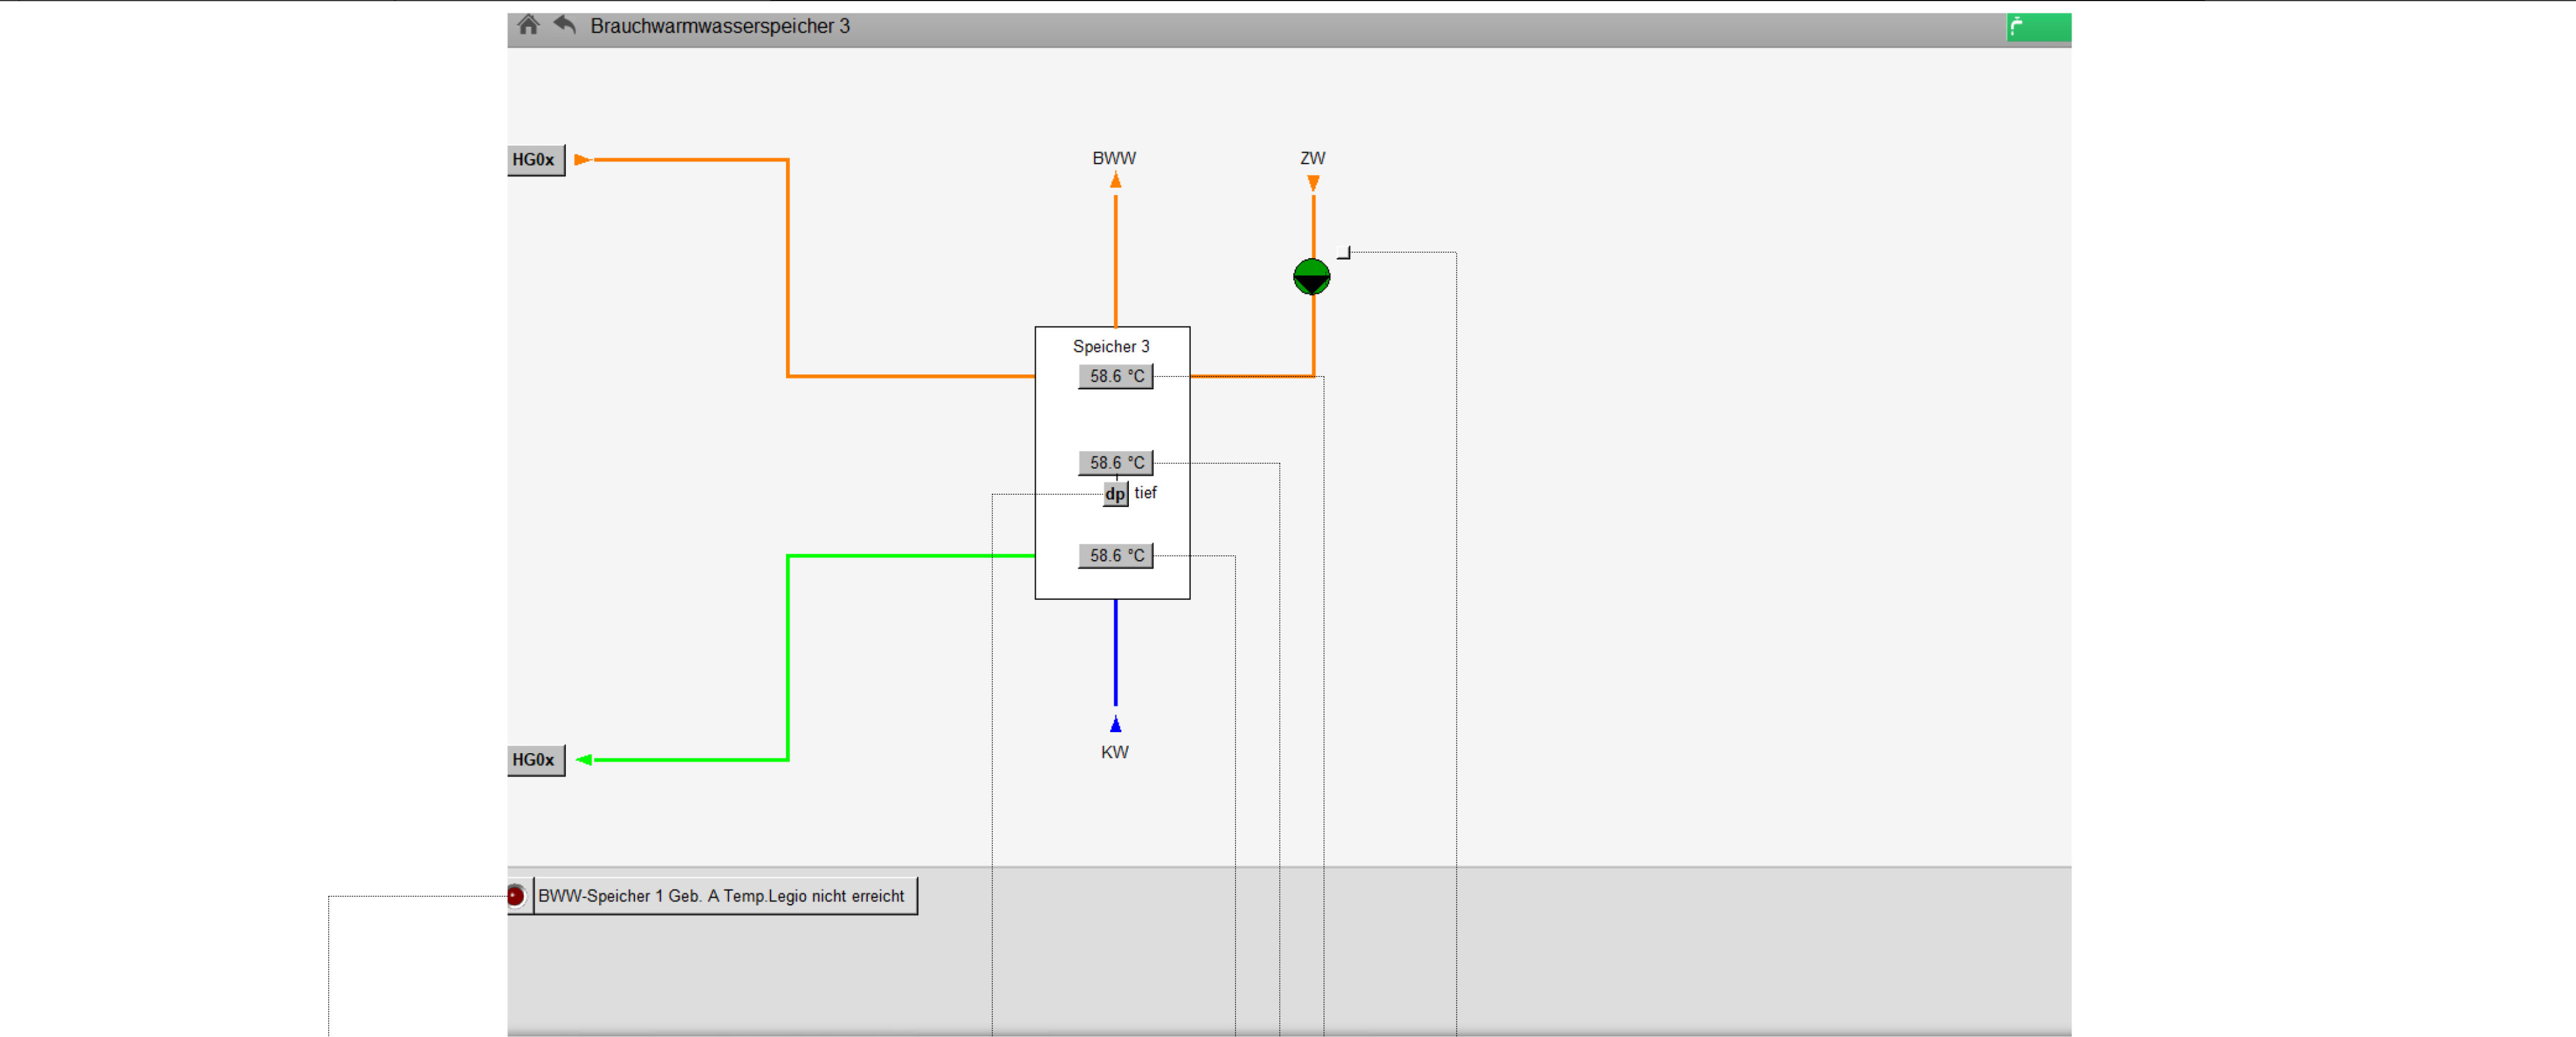 Brauchwarmwasserspeicher 3
HG0x
BWW
ZW
Speicher 3
58.6 °C
58.6 °C
dp tief
58.6 °C
HG0x
KW
BWW-Speicher 1 Geb. A Temp.Legio nicht erreicht